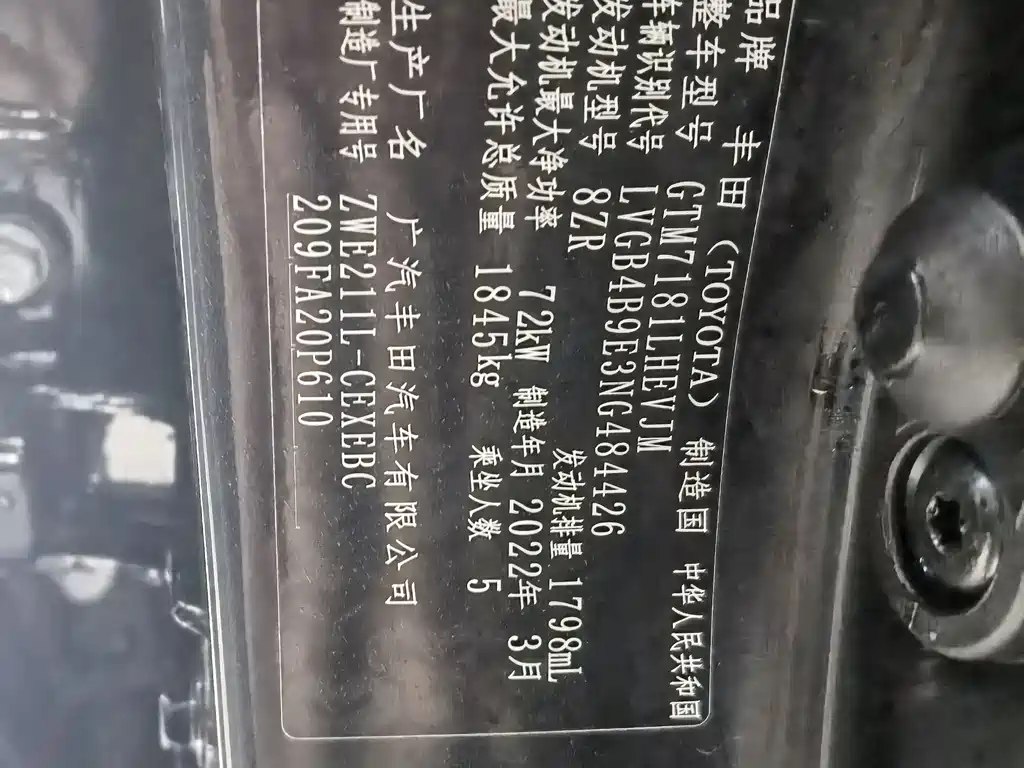 品牌 丰田 (TOYOTA) 制造国 中华人民共和国
整车型号 GTM7181LHEVJM
车辆识别代号 LVGB4B9E3NG484426
发动机型号 8ZR 发动机排量 1798mL
发动机最大净功率 72kW 制造年月 2022年 3月
最大允许总质量 1845kg 乘坐人数 5
生产厂名 广汽丰田汽车有限公司
制造厂专用号 ZWE211L-CEXEBC
209FA20P610